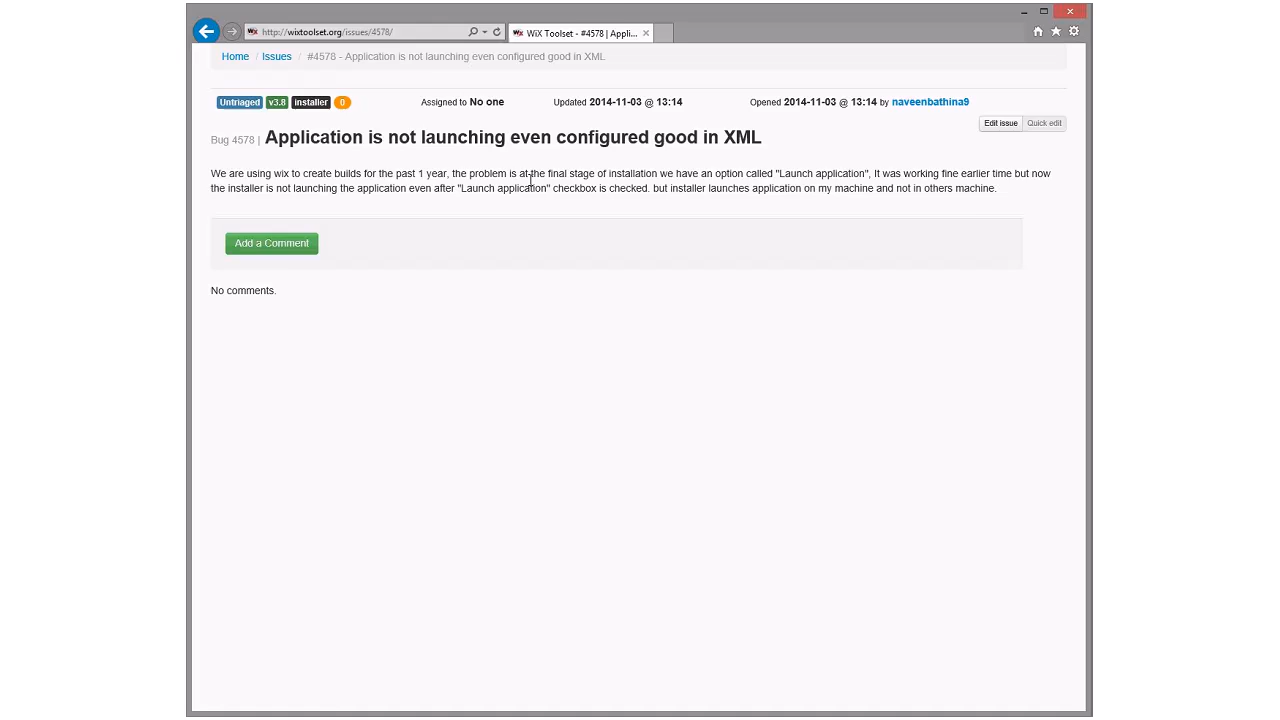 http://wixtoolset.org/issues/4578/
WiX Toolset - #4578 | Appli...
Home / Issues / #4578 - Application is not launching even configured good in XML
Untriaged v3.8 installer 0 Assigned to No one Updated 2014-11-03 @ 13:14 Opened 2014-11-03 @ 13:14 by naveenbathina9
Edit issue Quick edit
Bug 4578 | Application is not launching even configured good in XML
We are using wix to create builds for the past 1 year, the problem is at the final stage of installation we have an option called "Launch application", It was working fine earlier time but now
the installer is not launching the application even after "Launch application" checkbox is checked. but installer launches application on my machine and not in others machine.
Add a Comment
No comments.